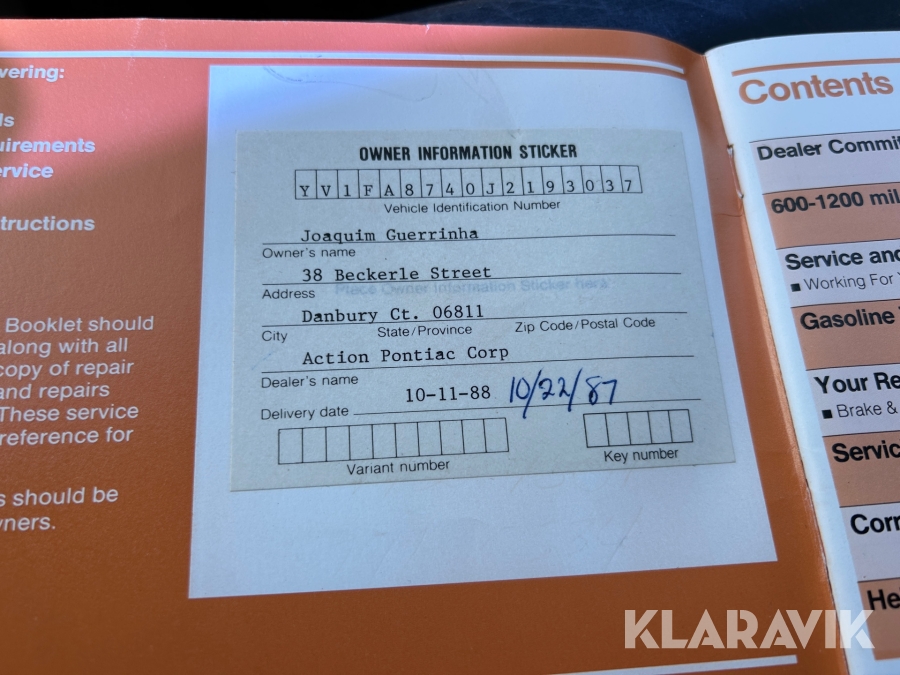 vering:
ls
uirements
ervice
tructions
Booklet should
along with all
copy of repair
and repairs
These service
reference for
s should be
wners.
OWNER INFORMATION STICKER
YV1FA8740J2193037
Vehicle Identification Number
Joaquim Guerrinha
Owner's name
38 Beckerle Street
Address
Place Owner Information Sticker here:
Danbury Ct. 06811
City State/Province Zip Code/Postal Code
Action Pontiac Corp
Dealer's name
10-11-88 10/22/87
Delivery date
Variant number Key number
Contents
Dealer Commit
600-1200 mil
Service and
■ Working For Y
Gasoline
Your Re
■ Brake &
Servic
Corr
He
KLARAVIK